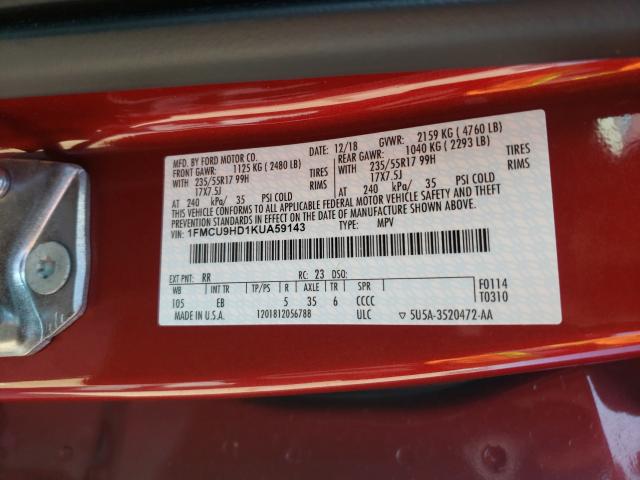 MFD. BY FORD MOTOR CO.
DATE: 12/18 GVWR: 2159 KG ( 4760 LB)
FRONT GAWR: 1125 KG ( 2480 LB) REAR GAWR: 1040 KG ( 2293 LB)
WITH 235/55R17 99H TIRES WITH 235/55R17 99H TIRES
17X7.5J RIMS 17X7.5J RIMS
AT 240 kPa/ 35 PSI COLD AT 240 kPa/ 35 PSI COLD
THIS VEHICLE CONFORMS TO ALL APPLICABLE FEDERAL MOTOR VEHICLE SAFETY AND BUMPER STANDARDS IN EFFECT ON THE DATE OF MANUFACTURE SHOWN ABOVE.
PREVENTION STANDARDS IN EFFECT
VIN: 1FMCU9HD1KUA59143 TYPE: MPV
EXT PNT: RR RC: 23 DSO:
WB TP/PS R AXLE TR SPR F0114
105 EB 5 35 6 CCCC T0310
MADE IN U.S.A. 1201812056788 ULC ▽ 5U5A-3520472-AA